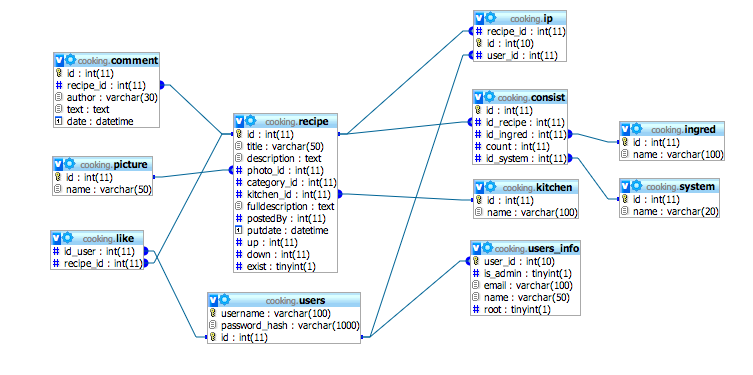 cooking.comment
id : int(11)
recipe_id : int(11)
author : varchar(30)
text : text
date : datetime
cooking.picture
id : int(11)
name : varchar(50)
cooking.like
id_user : int(11)
recipe_id : int(11)
cooking.recipe
id : int(11)
title : varchar(50)
description : text
photo_id : int(11)
category_id : int(11)
kitchen_id : int(11)
fulldescription : text
postedBy : int(11)
putdate : datetime
up : int(11)
down : int(11)
exist : tinyint(1)
cooking.users
username : varchar(100)
password_hash : varchar(1000)
id : int(11)
cooking.ip
recipe_id : int(11)
id : int(10)
user_id : int(11)
cooking.consist
id : int(11)
id_recipe : int(11)
id_ingred : int(11)
count : int(11)
id_system : int(11)
cooking.kitchen
id : int(11)
name : varchar(100)
cooking.users_info
user_id : int(10)
is_admin : tinyint(1)
email : varchar(100)
name : varchar(50)
root : tinyint(1)
cooking.ingred
id : int(11)
name : varchar(100)
cooking.system
id : int(11)
name : varchar(20)